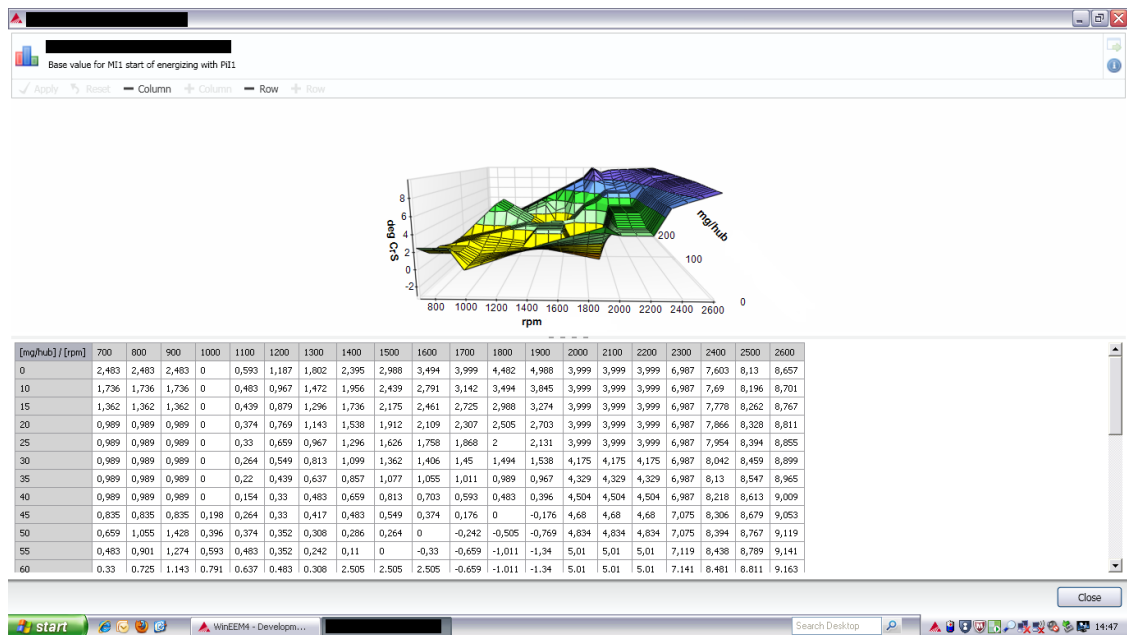 Base value for MI1 start of energizing with PiI1
Apply Reset Column Column Row Row
8
6
4
2
0
-2
deg CrS
800 1000 1200 1400 1600 1800 2000 2200 2400 2600
rpm
200
100
0
mg/hub
[mg/hub] / [rpm] 700 800 900 1000 1100 1200 1300 1400 1500 1600 1700 1800 1900 2000 2100 2200 2300 2400 2500 2600
0 2,483 2,483 2,483 0 0,593 1,187 1,802 2,395 2,988 3,494 3,999 4,482 4,988 3,999 3,999 3,999 6,987 7,603 8,13 8,657
10 1,736 1,736 1,736 0 0,483 0,967 1,472 1,956 2,439 2,791 3,142 3,494 3,845 3,999 3,999 3,999 6,987 7,69 8,196 8,701
15 1,362 1,362 1,362 0 0,439 0,879 1,296 1,736 2,175 2,461 2,725 2,988 3,274 3,999 3,999 3,999 6,987 7,778 8,262 8,767
20 0,989 0,989 0,989 0 0,374 0,769 1,143 1,538 1,912 2,109 2,307 2,505 2,703 3,999 3,999 3,999 6,987 7,866 8,328 8,811
25 0,989 0,989 0,989 0 0,33 0,659 0,967 1,296 1,626 1,758 1,868 2 2,131 3,999 3,999 3,999 6,987 7,954 8,394 8,855
30 0,989 0,989 0,989 0 0,264 0,549 0,813 1,099 1,362 1,406 1,45 1,494 1,538 4,175 4,175 4,175 6,987 8,042 8,459 8,899
35 0,989 0,989 0,989 0 0,22 0,439 0,637 0,857 1,077 1,055 1,011 0,989 0,967 4,329 4,329 4,329 6,987 8,13 8,547 8,965
40 0,989 0,989 0,989 0 0,154 0,33 0,483 0,659 0,813 0,703 0,593 0,483 0,396 4,504 4,504 4,504 6,987 8,218 8,613 9,009
45 0,835 0,835 0,835 0,198 0,264 0,33 0,417 0,483 0,549 0,374 0,176 0 -0,176 4,68 4,68 4,68 7,075 8,306 8,679 9,053
50 0,659 1,055 1,428 0,396 0,374 0,352 0,308 0,286 0,264 0 -0,242 -0,505 -0,769 4,834 4,834 4,834 7,075 8,394 8,767 9,119
55 0,483 0,901 1,274 0,593 0,483 0,352 0,242 0,11 0 -0,33 -0,659 -1,011 -1,34 5,01 5,01 5,01 7,119 8,438 8,789 9,141
60 0,33 0,725 1,143 0,791 0,637 0,483 0,308 2,505 2,505 2,505 -0,659 -1,011 -1,34 5,01 5,01 5,01 7,141 8,481 8,811 9,163
Close
start WinEEM4 - Developm... Search Desktop 14:47